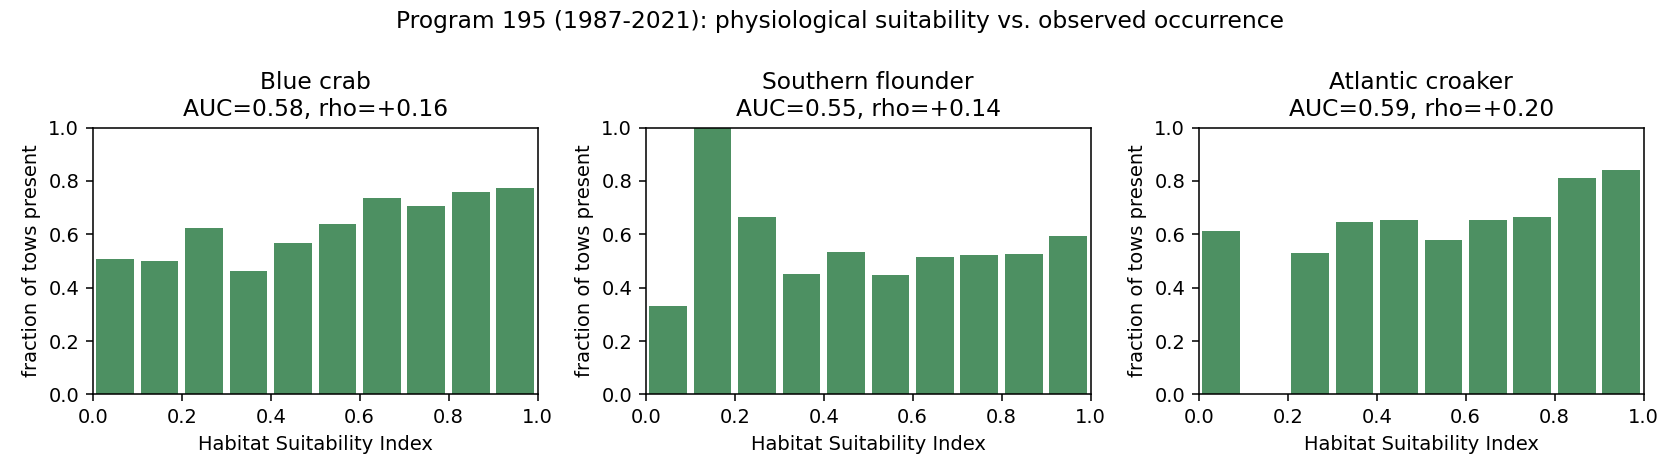 Program 195 (1987-2021): physiological suitability vs. observed occurrence
Blue crab
AUC=0.58, rho=+0.16
fraction of tows present
1.0
0.8
0.6
0.4
0.2
0.0
0.0 0.2 0.4 0.6 0.8 1.0
Habitat Suitability Index
Southern flounder
AUC=0.55, rho=+0.14
fraction of tows present
1.0
0.8
0.6
0.4
0.2
0.0
0.0 0.2 0.4 0.6 0.8 1.0
Habitat Suitability Index
Atlantic croaker
AUC=0.59, rho=+0.20
fraction of tows present
1.0
0.8
0.6
0.4
0.2
0.0
0.0 0.2 0.4 0.6 0.8 1.0
Habitat Suitability Index